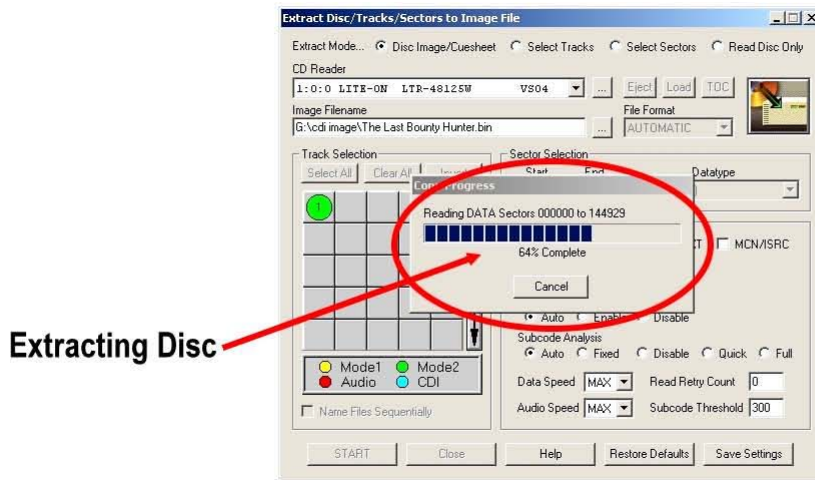 Extract Disc/Tracks/Sectors to Image File
Extract Mode... Disc Image/Cuesheet Select Tracks Select Sectors Read Disc Only
CD Reader
1:0:0 LITE-ON LTR-48125W VS04 ... Eject Load TOC
Image Filename File Format
G:\cdi image\The Last Bounty Hunter.bin ... AUTOMATIC
Track Selection Sector Selection
Select All Clear All Start End Datatype
1
Copy Progress
Reading DATA Sectors 000000 to 144929
64% Complete
Cancel
MCN/ISRC
Auto Enable Disable
Subcode Analysis
Auto Fixed Disable Quick Full
Extracting Disc
Mode1 Mode2
Audio CDI
Data Speed MAX Read Retry Count 0
Name Files Sequentially
Audio Speed MAX Subcode Threshold 300
START Close Help Restore Defaults Save Settings